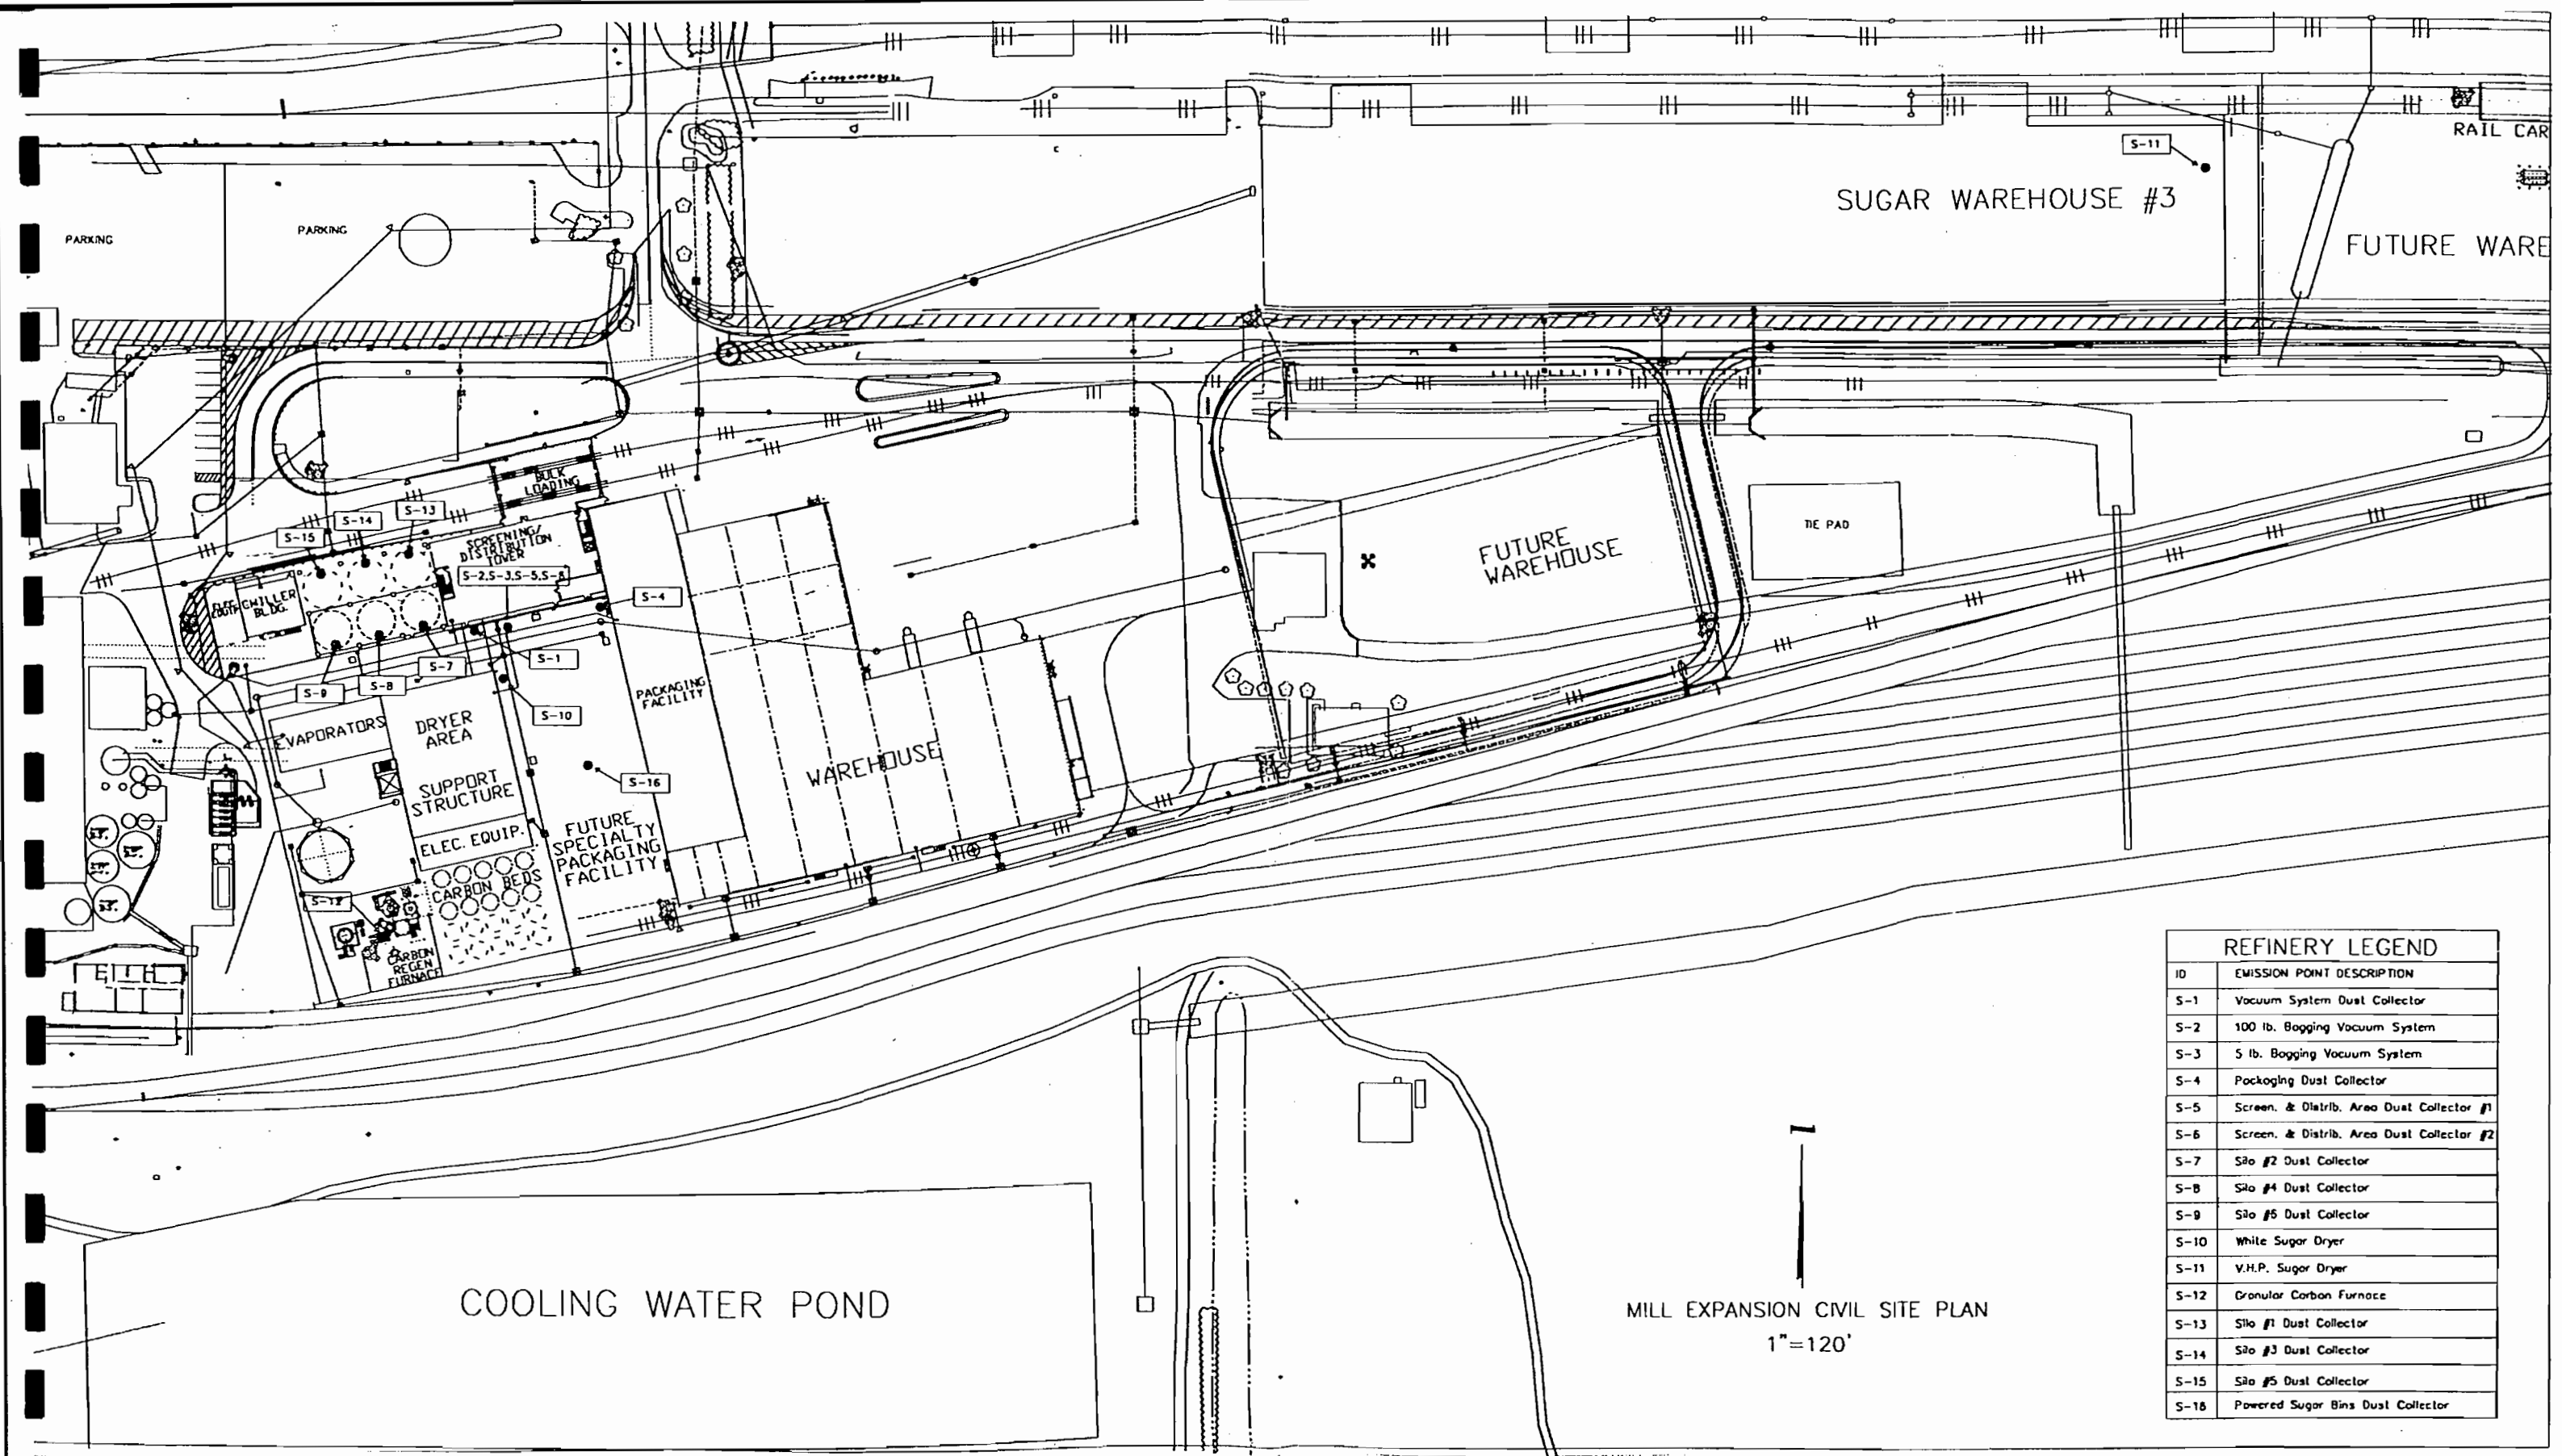 RAIL CAR
S-11
SUGAR WAREHOUSE #3
FUTURE WARE
PARKING
PARKING
BULK
LOADING
S-13
S-14
S-15
SCREENING/
DISTRIBUTION
TOWER
S-2,S-3,S-5,S-6
S-4
CHILLER
BLDG.
S-7
S-1
S-8
S-9
S-10
FUTURE
WAREHOUSE
TIE PAD
PACKAGING
FACILITY
EVAPORATORS
DRYER
AREA
SUPPORT
STRUCTURE
S-16
WAREHOUSE
ELEC. EQUIP.
FUTURE
SPECIALTY
PACKAGING
FACILITY
CARBON BEDS
CARBON
REGEN
FURNACE
COOLING WATER POND
MILL EXPANSION CIVIL SITE PLAN
1"=120'
REFINERY LEGEND
ID EMISSION POINT DESCRIPTION
S-1 Vacuum System Dust Collector
S-2 100 lb. Bagging Vacuum System
S-3 5 lb. Bagging Vacuum System
S-4 Packaging Dust Collector
S-5 Screen. & Distrib. Area Dust Collector #1
S-6 Screen. & Distrib. Area Dust Collector #2
S-7 Silo #2 Dust Collector
S-8 Silo #4 Dust Collector
S-9 Silo #6 Dust Collector
S-10 White Sugar Dryer
S-11 V.H.P. Sugar Dryer
S-12 Granular Carbon Furnace
S-13 Silo #1 Dust Collector
S-14 Silo #3 Dust Collector
S-15 Silo #5 Dust Collector
S-16 Powered Sugar Bins Dust Collector